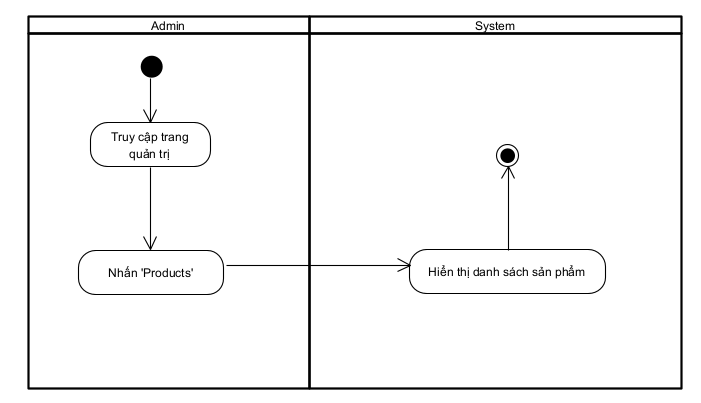 Admin
System
Truy cập trang
quản trị
Nhấn 'Products'
Hiển thị danh sách sản phẩm